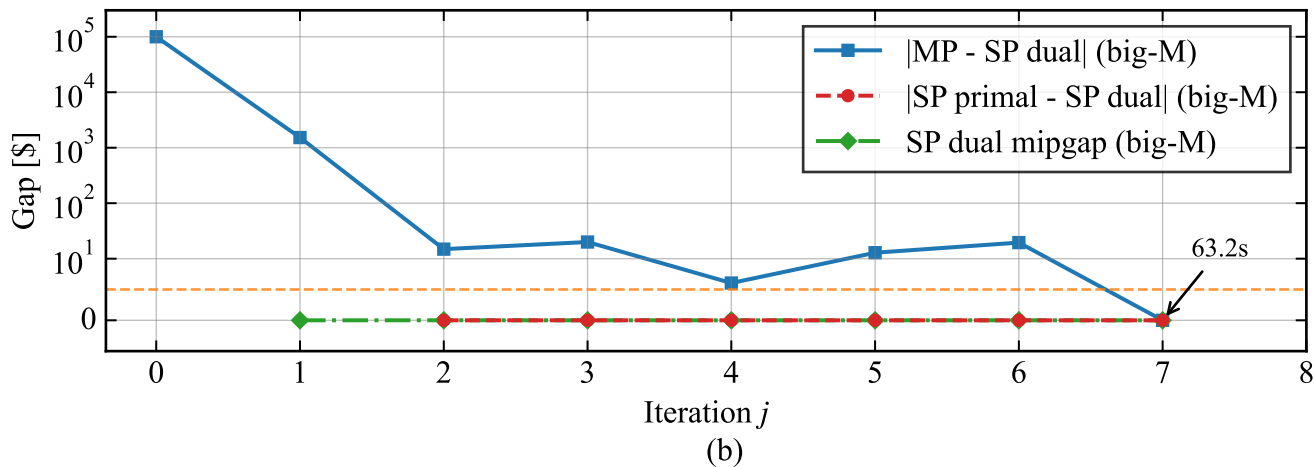 10^5
10^4
10^3
10^2
10^1
0
Gap [$]
|MP - SP dual| (big-M)
|SP primal - SP dual| (big-M)
SP dual mipgap (big-M)
63.2s
0 1 2 3 4 5 6 7 8
Iteration j
(b)